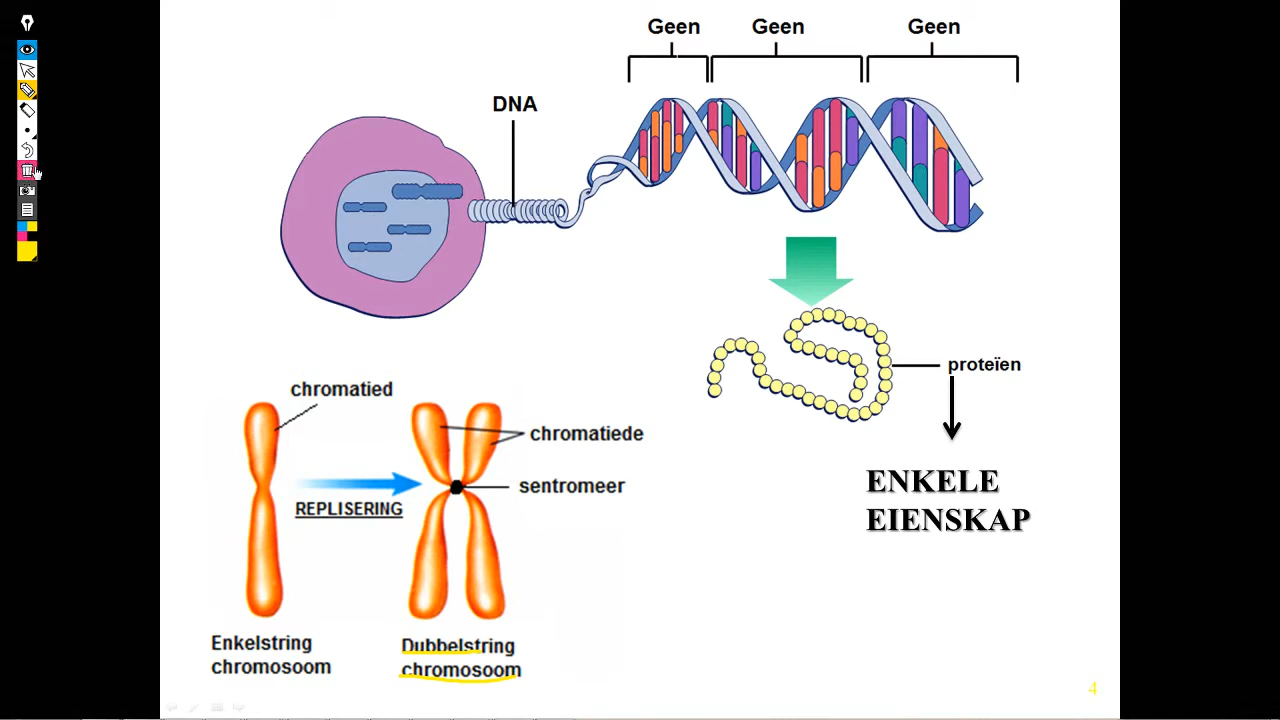 Geen
Geen
Geen
DNA
proteïen
ENKELE
EIENSKAP
chromatied
chromatiede
sentromeer
REPLISERING
Enkelstring
chromosoom
Dubbelstring
chromosoom
4